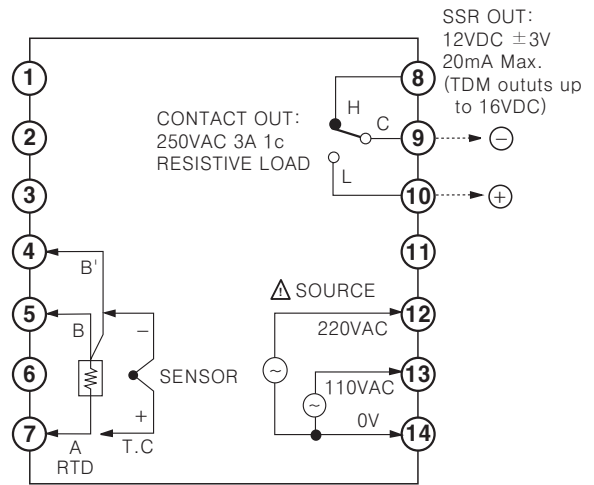 SSR OUT:
12VDC ±3V
20mA Max.
(TDM oututs up
to 16VDC)
1
2
3
4
5
6
7
8
9
10
11
12
13
14
CONTACT OUT:
250VAC 3A 1c
RESISTIVE LOAD
H
C
L
−
+
B'
B
A
RTD
−
+
T.C
SENSOR
⚠ SOURCE
220VAC
110VAC
0V
~
~